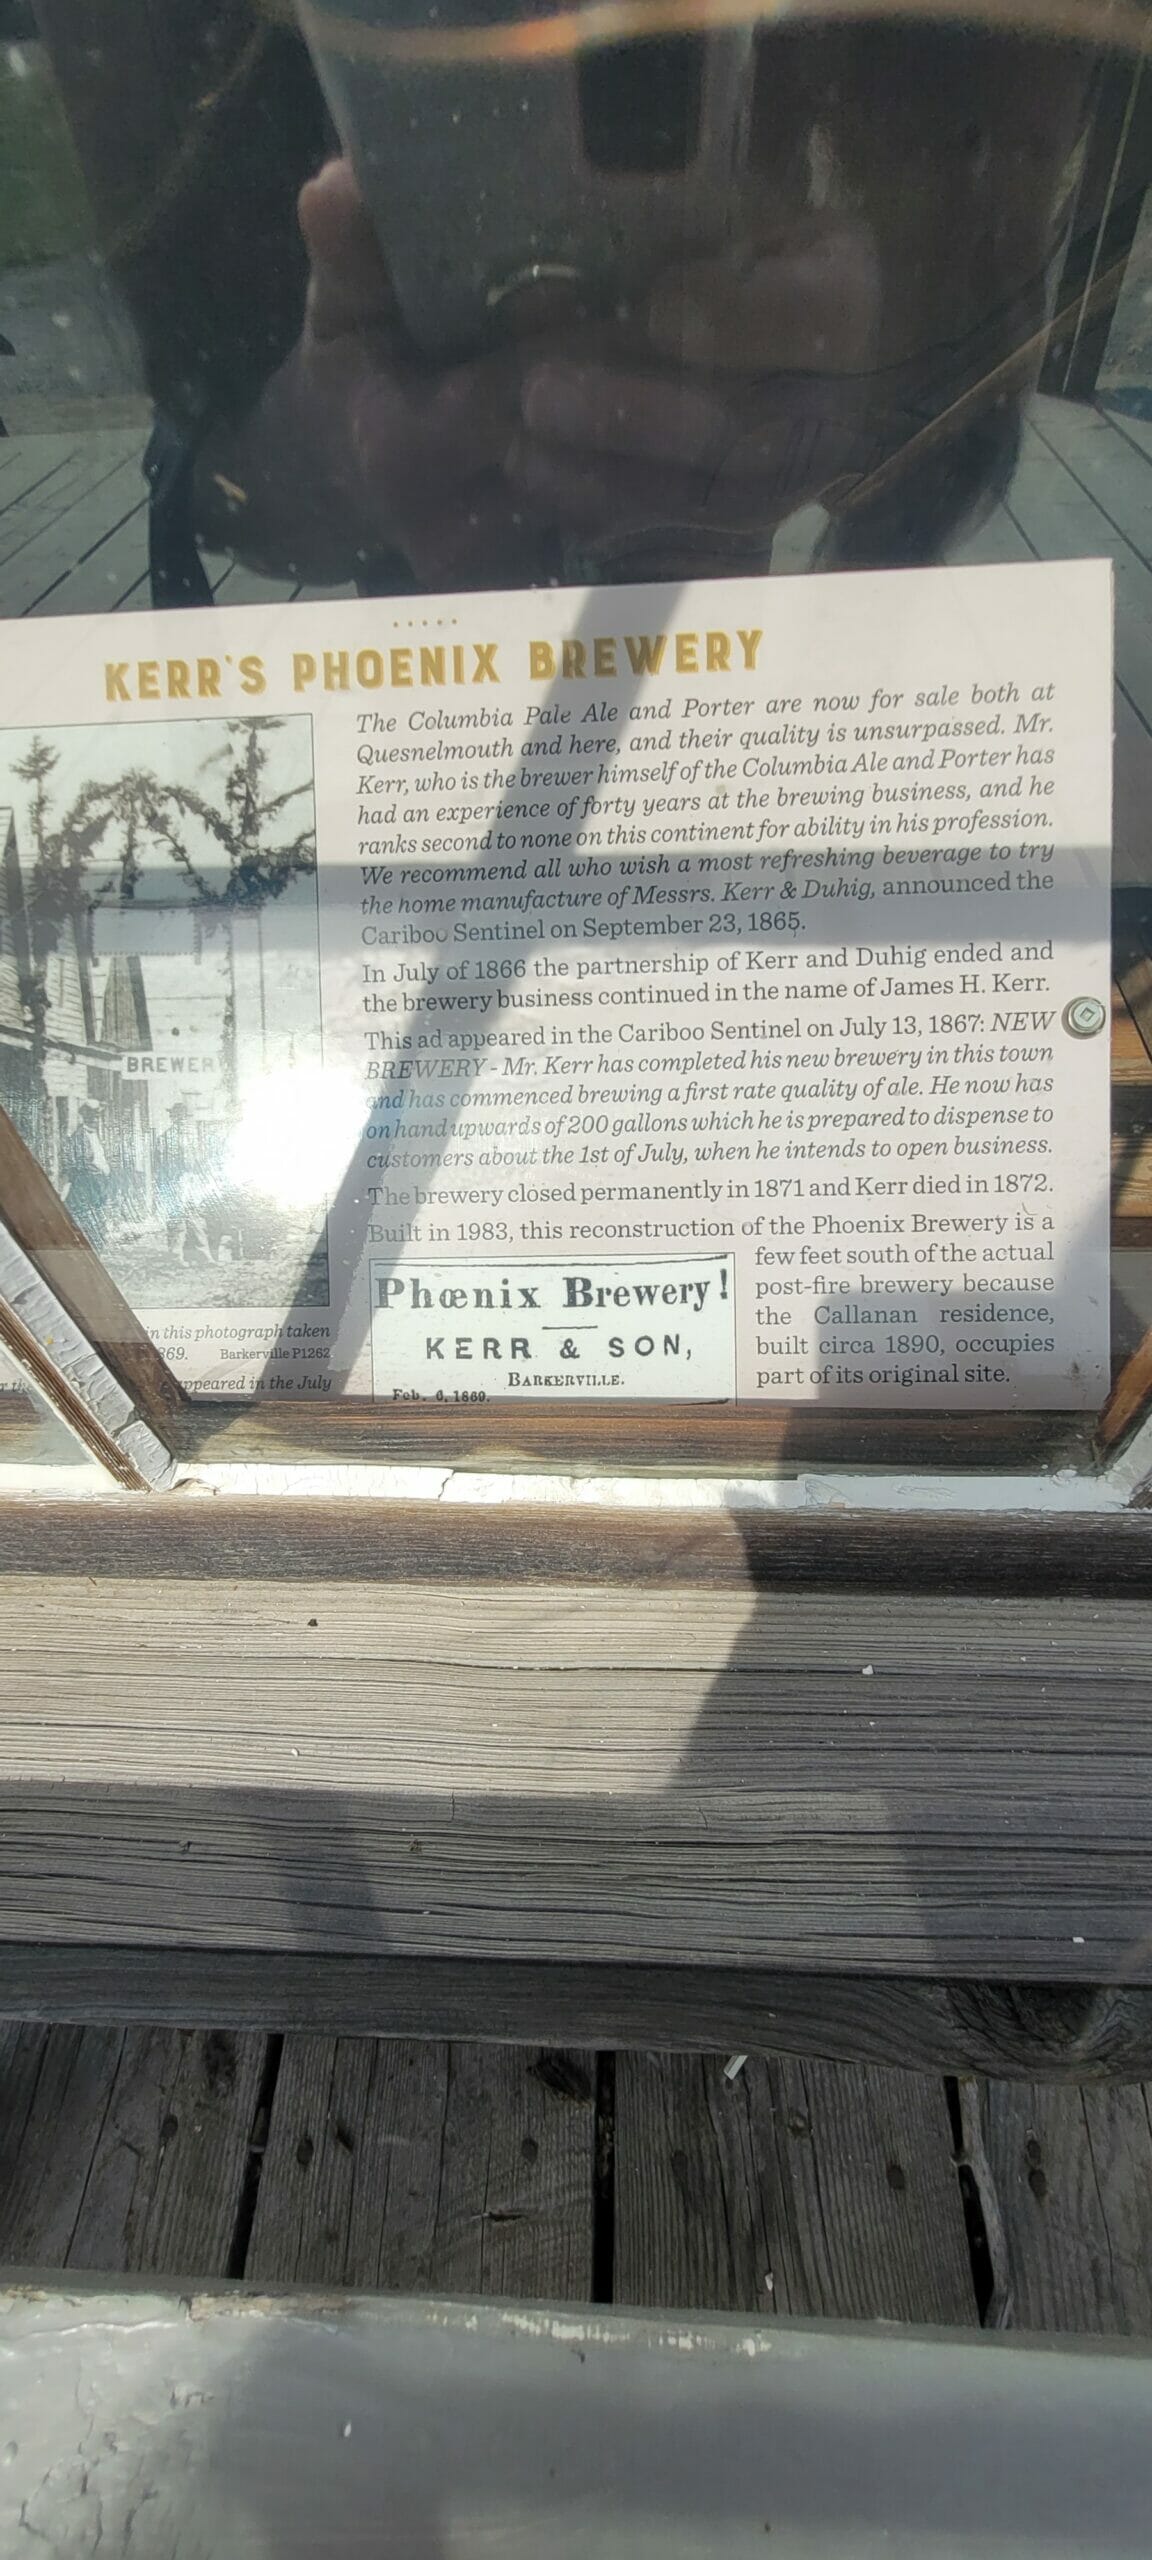 KERR'S PHOENIX BREWERY
BREWERY
in this photograph taken
869. Barkerville P1262
appeared in the July
The Columbia Pale Ale and Porter are now for sale both at
Quesnelmouth and here, and their quality is unsurpassed. Mr.
Kerr, who is the brewer himself of the Columbia Ale and Porter has
had an experience of forty years at the brewing business, and he
ranks second to none on this continent for ability in his profession.
We recommend all who wish a most refreshing beverage to try
the home manufacture of Messrs. Kerr & Duhig, announced the
Cariboo Sentinel on September 23, 1865.
In July of 1866 the partnership of Kerr and Duhig ended and
the brewery business continued in the name of James H. Kerr.
This ad appeared in the Cariboo Sentinel on July 13, 1867: NEW
BREWERY - Mr. Kerr has completed his new brewery in this town
and has commenced brewing a first rate quality of ale. He now has
on hand upwards of 200 gallons which he is prepared to dispense to
customers about the 1st of July, when he intends to open business.
The brewery closed permanently in 1871 and Kerr died in 1872.
Built in 1983, this reconstruction of the Phoenix Brewery is a
few feet south of the actual
post-fire brewery because
the Callanan residence,
built circa 1890, occupies
part of its original site.
Phœnix Brewery!
KERR & SON,
BARKERVILLE.
Feb. 6, 1869.